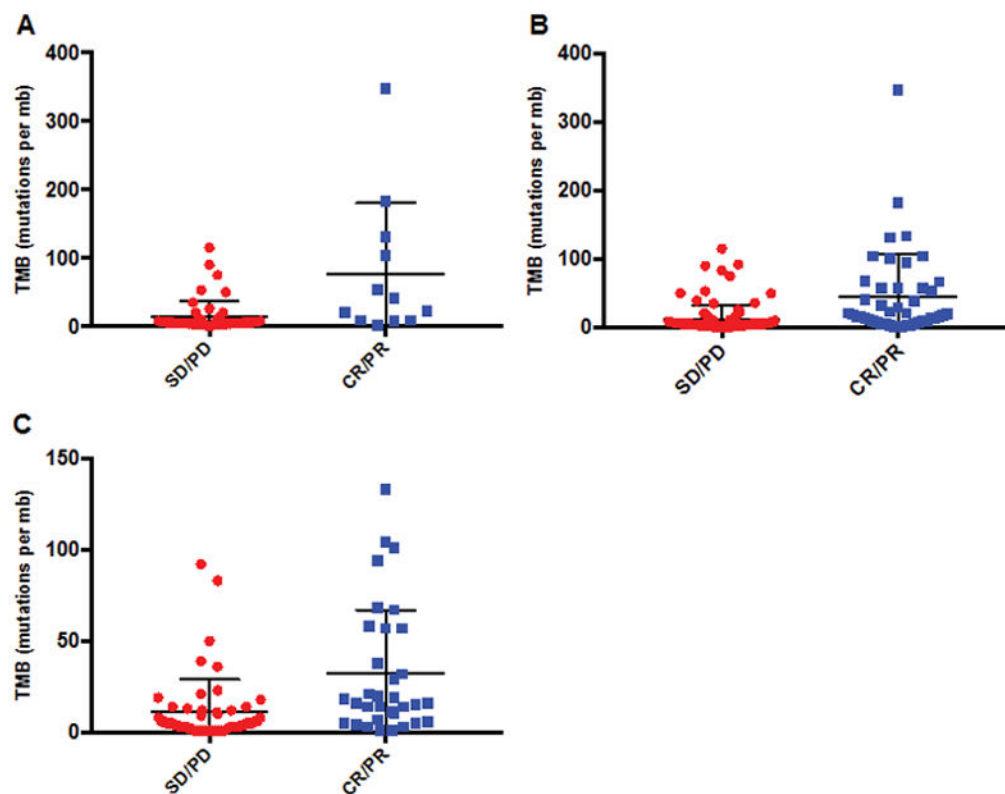 A
TMB (mutations per mb)
400
300
200
100
0
SD/PD
CR/PR
B
TMB (mutations per mb)
400
300
200
100
0
SD/PD
CR/PR
C
TMB (mutations per mb)
150
100
50
0
SD/PD
CR/PR